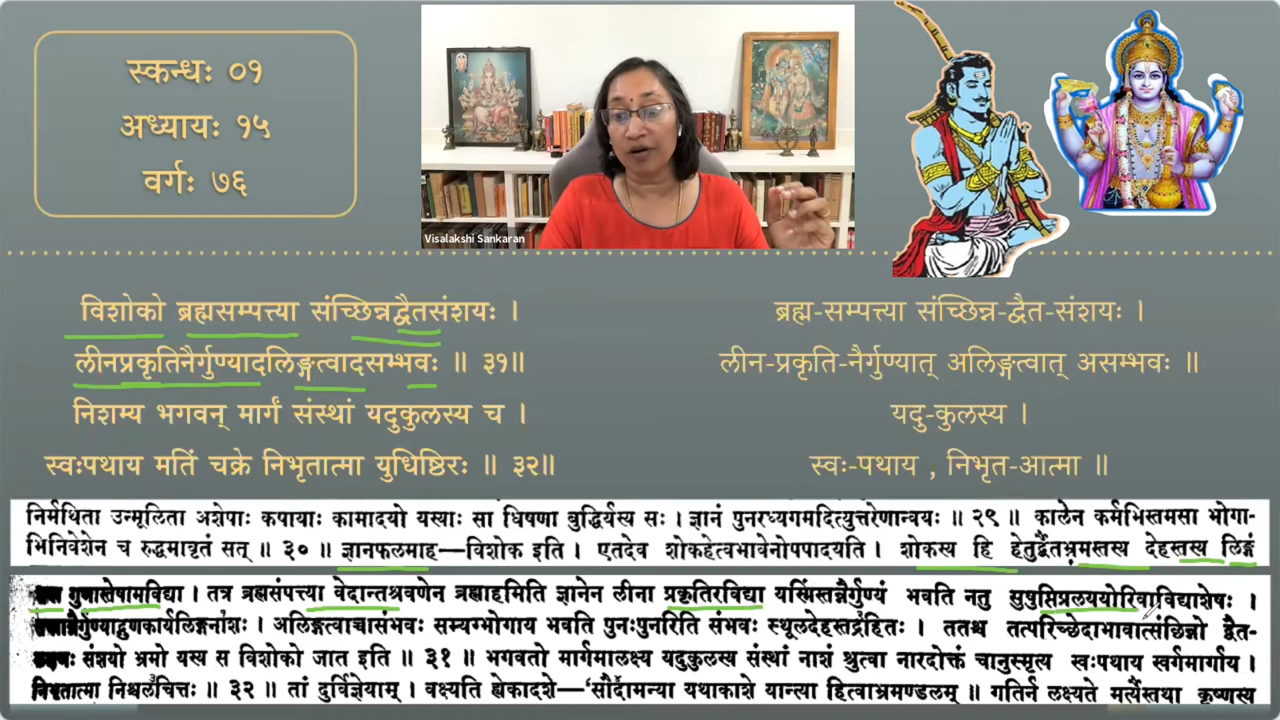 स्कन्धः ०१
अध्यायः १५
वर्गः ७६
Visalakshi Sankaran
विशोको ब्रह्मसम्पत्त्या संच्छिन्नद्वैतसंशयः ।
लीनप्रकृतिनैर्गुण्यादलिङ्गत्वादसम्भवः ॥ ३१॥
निशम्य भगवन् मार्गं संस्थां यदुकुलस्य च ।
स्वःपथाय मतिं चक्रे निभृतात्मा युधिष्ठिरः ॥ ३२॥
ब्रह्म-सम्पत्त्या संच्छिन्न-द्वैत-संशयः ।
लीन-प्रकृति-नैर्गुण्यात् अलिङ्गत्वात् असम्भवः ॥
यदु-कुलस्य ।
स्वः-पथाय , निभृत-आत्मा ॥
निर्मथिता उन्मूलिता अशेषाः कषायाः कामादयो यस्याः सा धिषणा बुद्धिर्यस्य सः । ज्ञानं पुनरध्यगमदित्युत्तरेणान्वयः ॥ २९ ॥ कालेन कर्मभिस्तमसा भोगा-
भिनिवेशेन च रुद्धमावृतं सत् ॥ ३० ॥ ज्ञानफलमाह—विशोक इति । एतदेव शोकहेत्वभावेनोपपादयति । शोकस्य हि हेतुर्द्वैतभ्रमस्तस्य देहस्तस्य लिङ्गं
गुणास्तेषामविद्या । तत्र ब्रह्मसंपत्त्या वेदान्तश्रवणेन ब्रह्माहमिति ज्ञानेन लीना प्रकृतिरविद्या यस्मिंस्तन्नैर्गुण्यं भवति नतु सुषुप्तिप्रलययोरिवाविद्याशेषः ।
अलिङ्गत्वाच्चासंभवः सम्यग्भोगाय भवति पुनःपुनरिति संभवः स्थूलदेहस्तद्रहितः । ततश्च तत्परिच्छेदाभावात्संछिन्नो द्वैत-
संशयो भ्रमो यस्य स विशोको जात इति ॥ ३१ ॥ भगवतो मार्गमालक्ष्य यदुकुलस्य संस्थां नाशं श्रुत्वा नारदोक्तं चानुस्मृत्य स्वःपथाय स्वर्गमार्गाय ।
निभृतात्मा निश्चलचित्तः ॥ ३२ ॥ तां दुर्विज्ञेयाम् । वक्ष्यति ह्येकादशे—‘सौदामन्या यथाकाशे यान्त्या हित्वाभ्रमण्डलम् ॥ गतिर्न लक्ष्यते मर्त्यैस्तथा कृष्णस्य